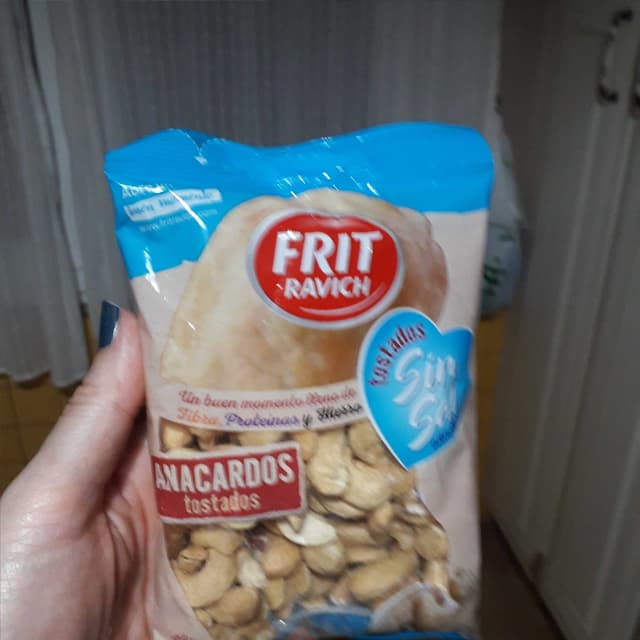 FRIT
RAVICH
tostados
Sin
Sal
Un buen momento lleno de
Fibra, Proteínas y Hierro
ANACARDOS
tostados